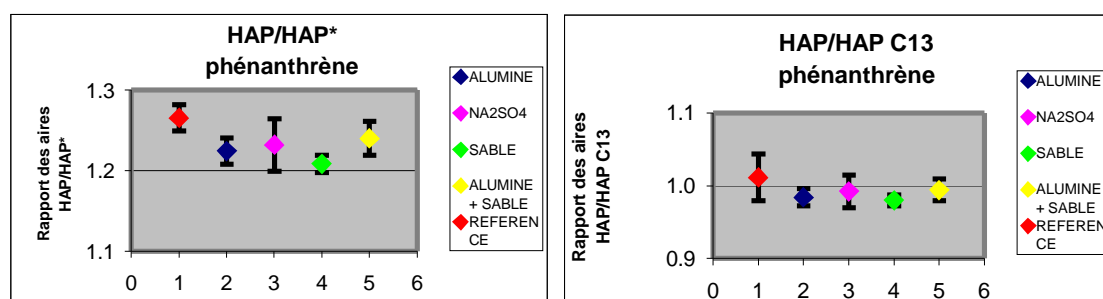 HAP/HAP*
phénanthrène
Rapport des aires
HAP/HAP*
1.3
1.2
1.1
0 1 2 3 4 5 6
ALUMINE
NA2SO4
SABLE
ALUMINE
+ SABLE
REFEREN
CE
HAP/HAP C13
phénanthrène
Rapport des aires
HAP/HAP C13
1.1
1.0
0.9
0 1 2 3 4 5 6
ALUMINE
NA2SO4
SABLE
ALUMINE
+ SABLE
REFEREN
CE